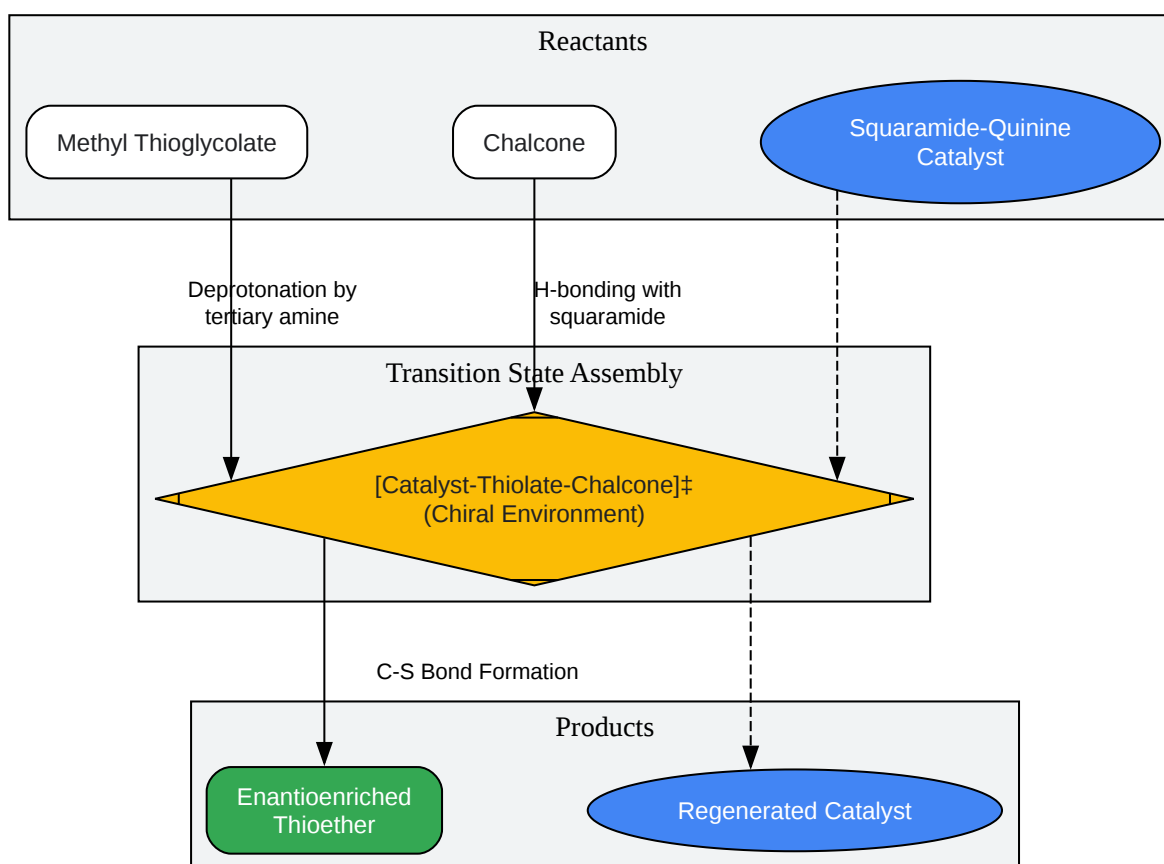 Reactants
Methyl Thioglycolate
Chalcone
Squaramide-Quinine
Catalyst
Deprotonation by
tertiary amine
H-bonding with
squaramide
Transition State Assembly
[Catalyst-Thiolate-Chalcone]‡
(Chiral Environment)
C-S Bond Formation
Products
Enantioenriched
Thioether
Regenerated Catalyst